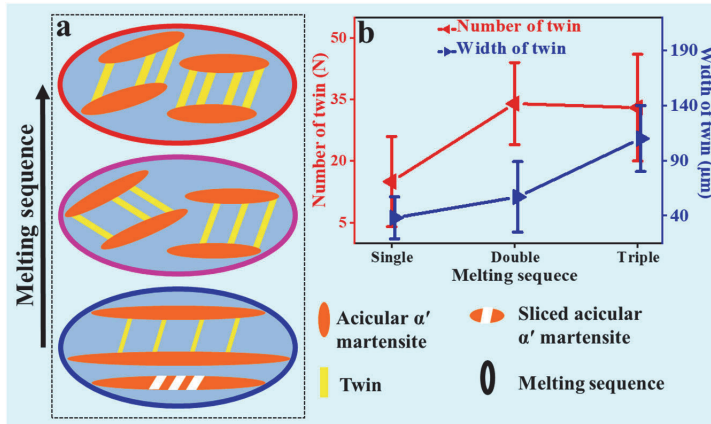 a
Melting sequence
b
Number of twin
Width of twin
Number of twin (N)
50
35
20
5
190
140
90
40
Width of twin (μm)
Single
Double
Triple
Melting sequece
Acicular α′
martensite
Sliced acicular
α′ martensite
Twin
Melting sequence